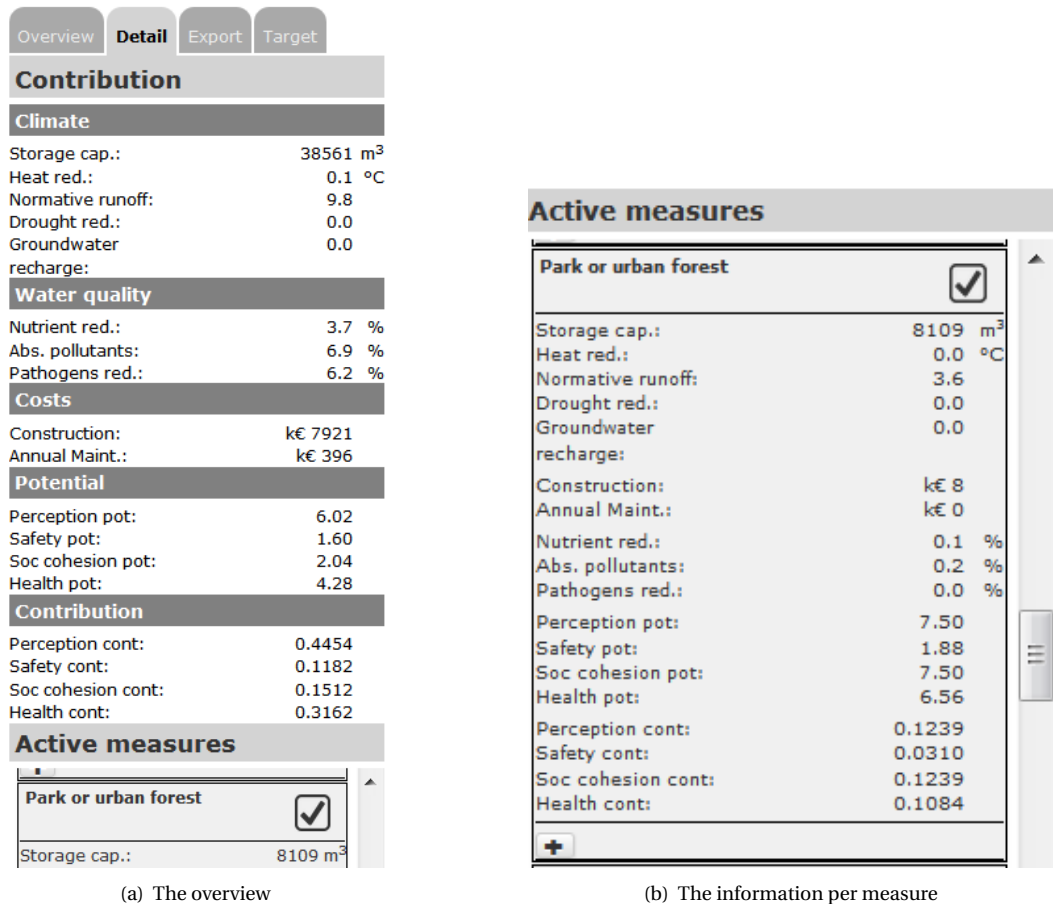 Overview Detail Export Target
Contribution
Climate
Storage cap.: 38561 m³
Heat red.: 0.1 °C
Normative runoff: 9.8
Drought red.: 0.0
Groundwater 0.0
recharge:
Water quality
Nutrient red.: 3.7 %
Abs. pollutants: 6.9 %
Pathogens red.: 6.2 %
Costs
Construction: k€ 7921
Annual Maint.: k€ 396
Potential
Perception pot: 6.02
Safety pot: 1.60
Soc cohesion pot: 2.04
Health pot: 4.28
Contribution
Perception cont: 0.4454
Safety cont: 0.1182
Soc cohesion cont: 0.1512
Health cont: 0.3162
Active measures
Park or urban forest
Storage cap.: 8109 m³
(a) The overview
Active measures
Park or urban forest
Storage cap.: 8109 m³
Heat red.: 0.0 °C
Normative runoff: 3.6
Drought red.: 0.0
Groundwater 0.0
recharge:
Construction: k€ 8
Annual Maint.: k€ 0
Nutrient red.: 0.1 %
Abs. pollutants: 0.2 %
Pathogens red.: 0.0 %
Perception pot: 7.50
Safety pot: 1.88
Soc cohesion pot: 7.50
Health pot: 6.56
Perception cont: 0.1239
Safety cont: 0.0310
Soc cohesion cont: 0.1239
Health cont: 0.1084
(b) The information per measure